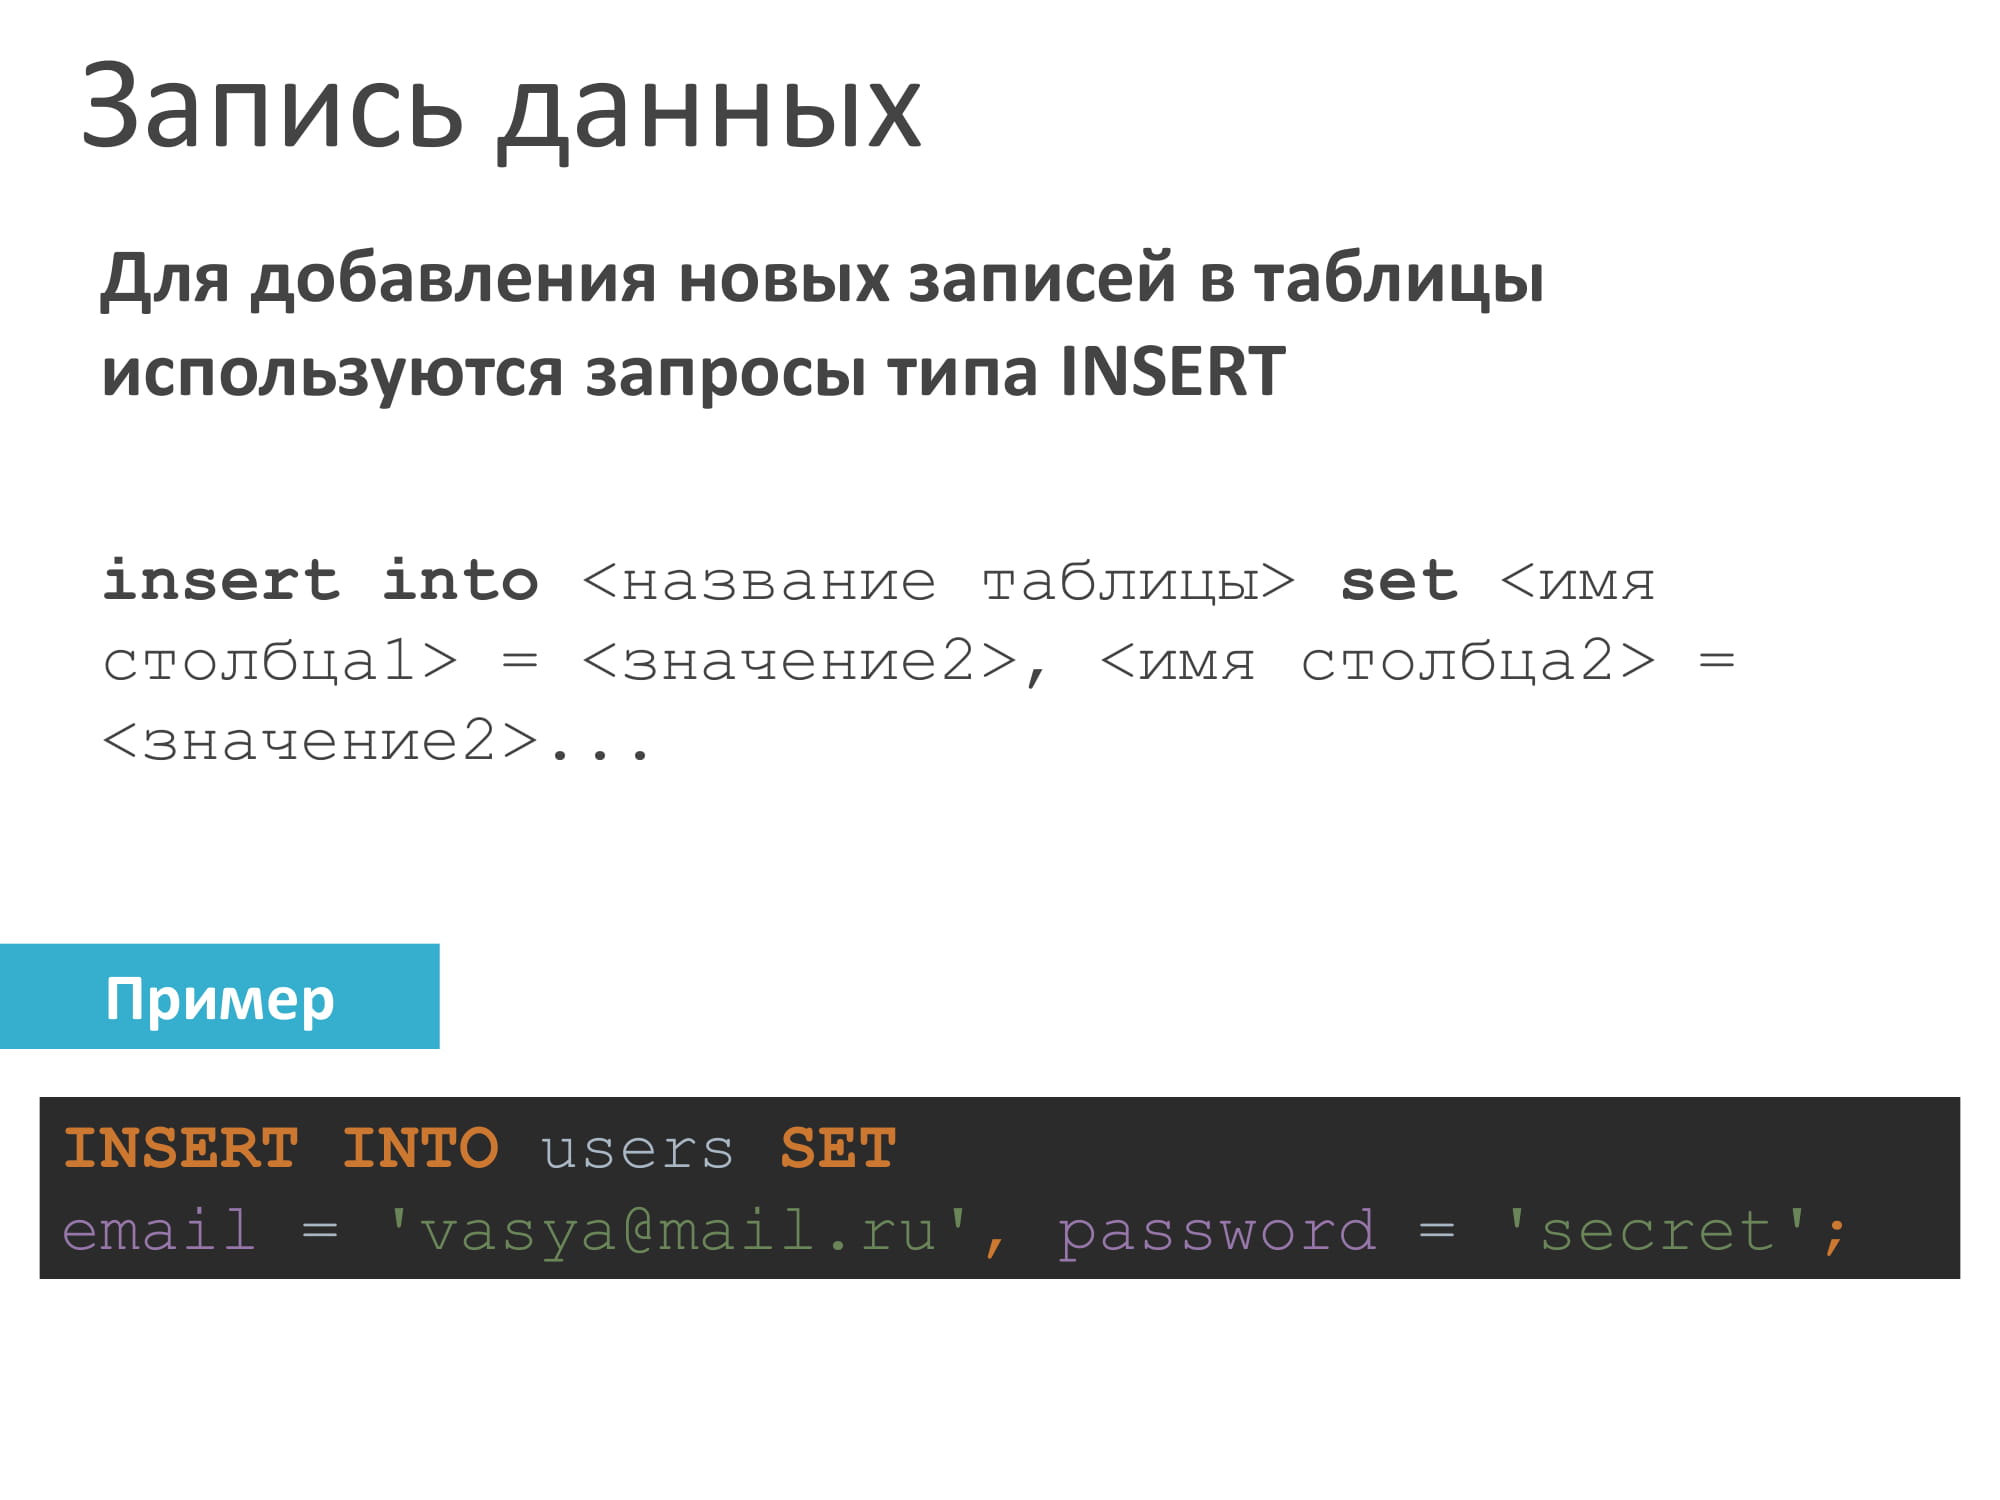 Запись данных
Для добавления новых записей в таблицы
используются запросы типа INSERT
insert into <название таблицы> set <имя
столбца1> = <значение2>, <имя столбца2> =
<значение2>...
Пример
INSERT INTO users SET
email = 'vasya@mail.ru', password = 'secret';